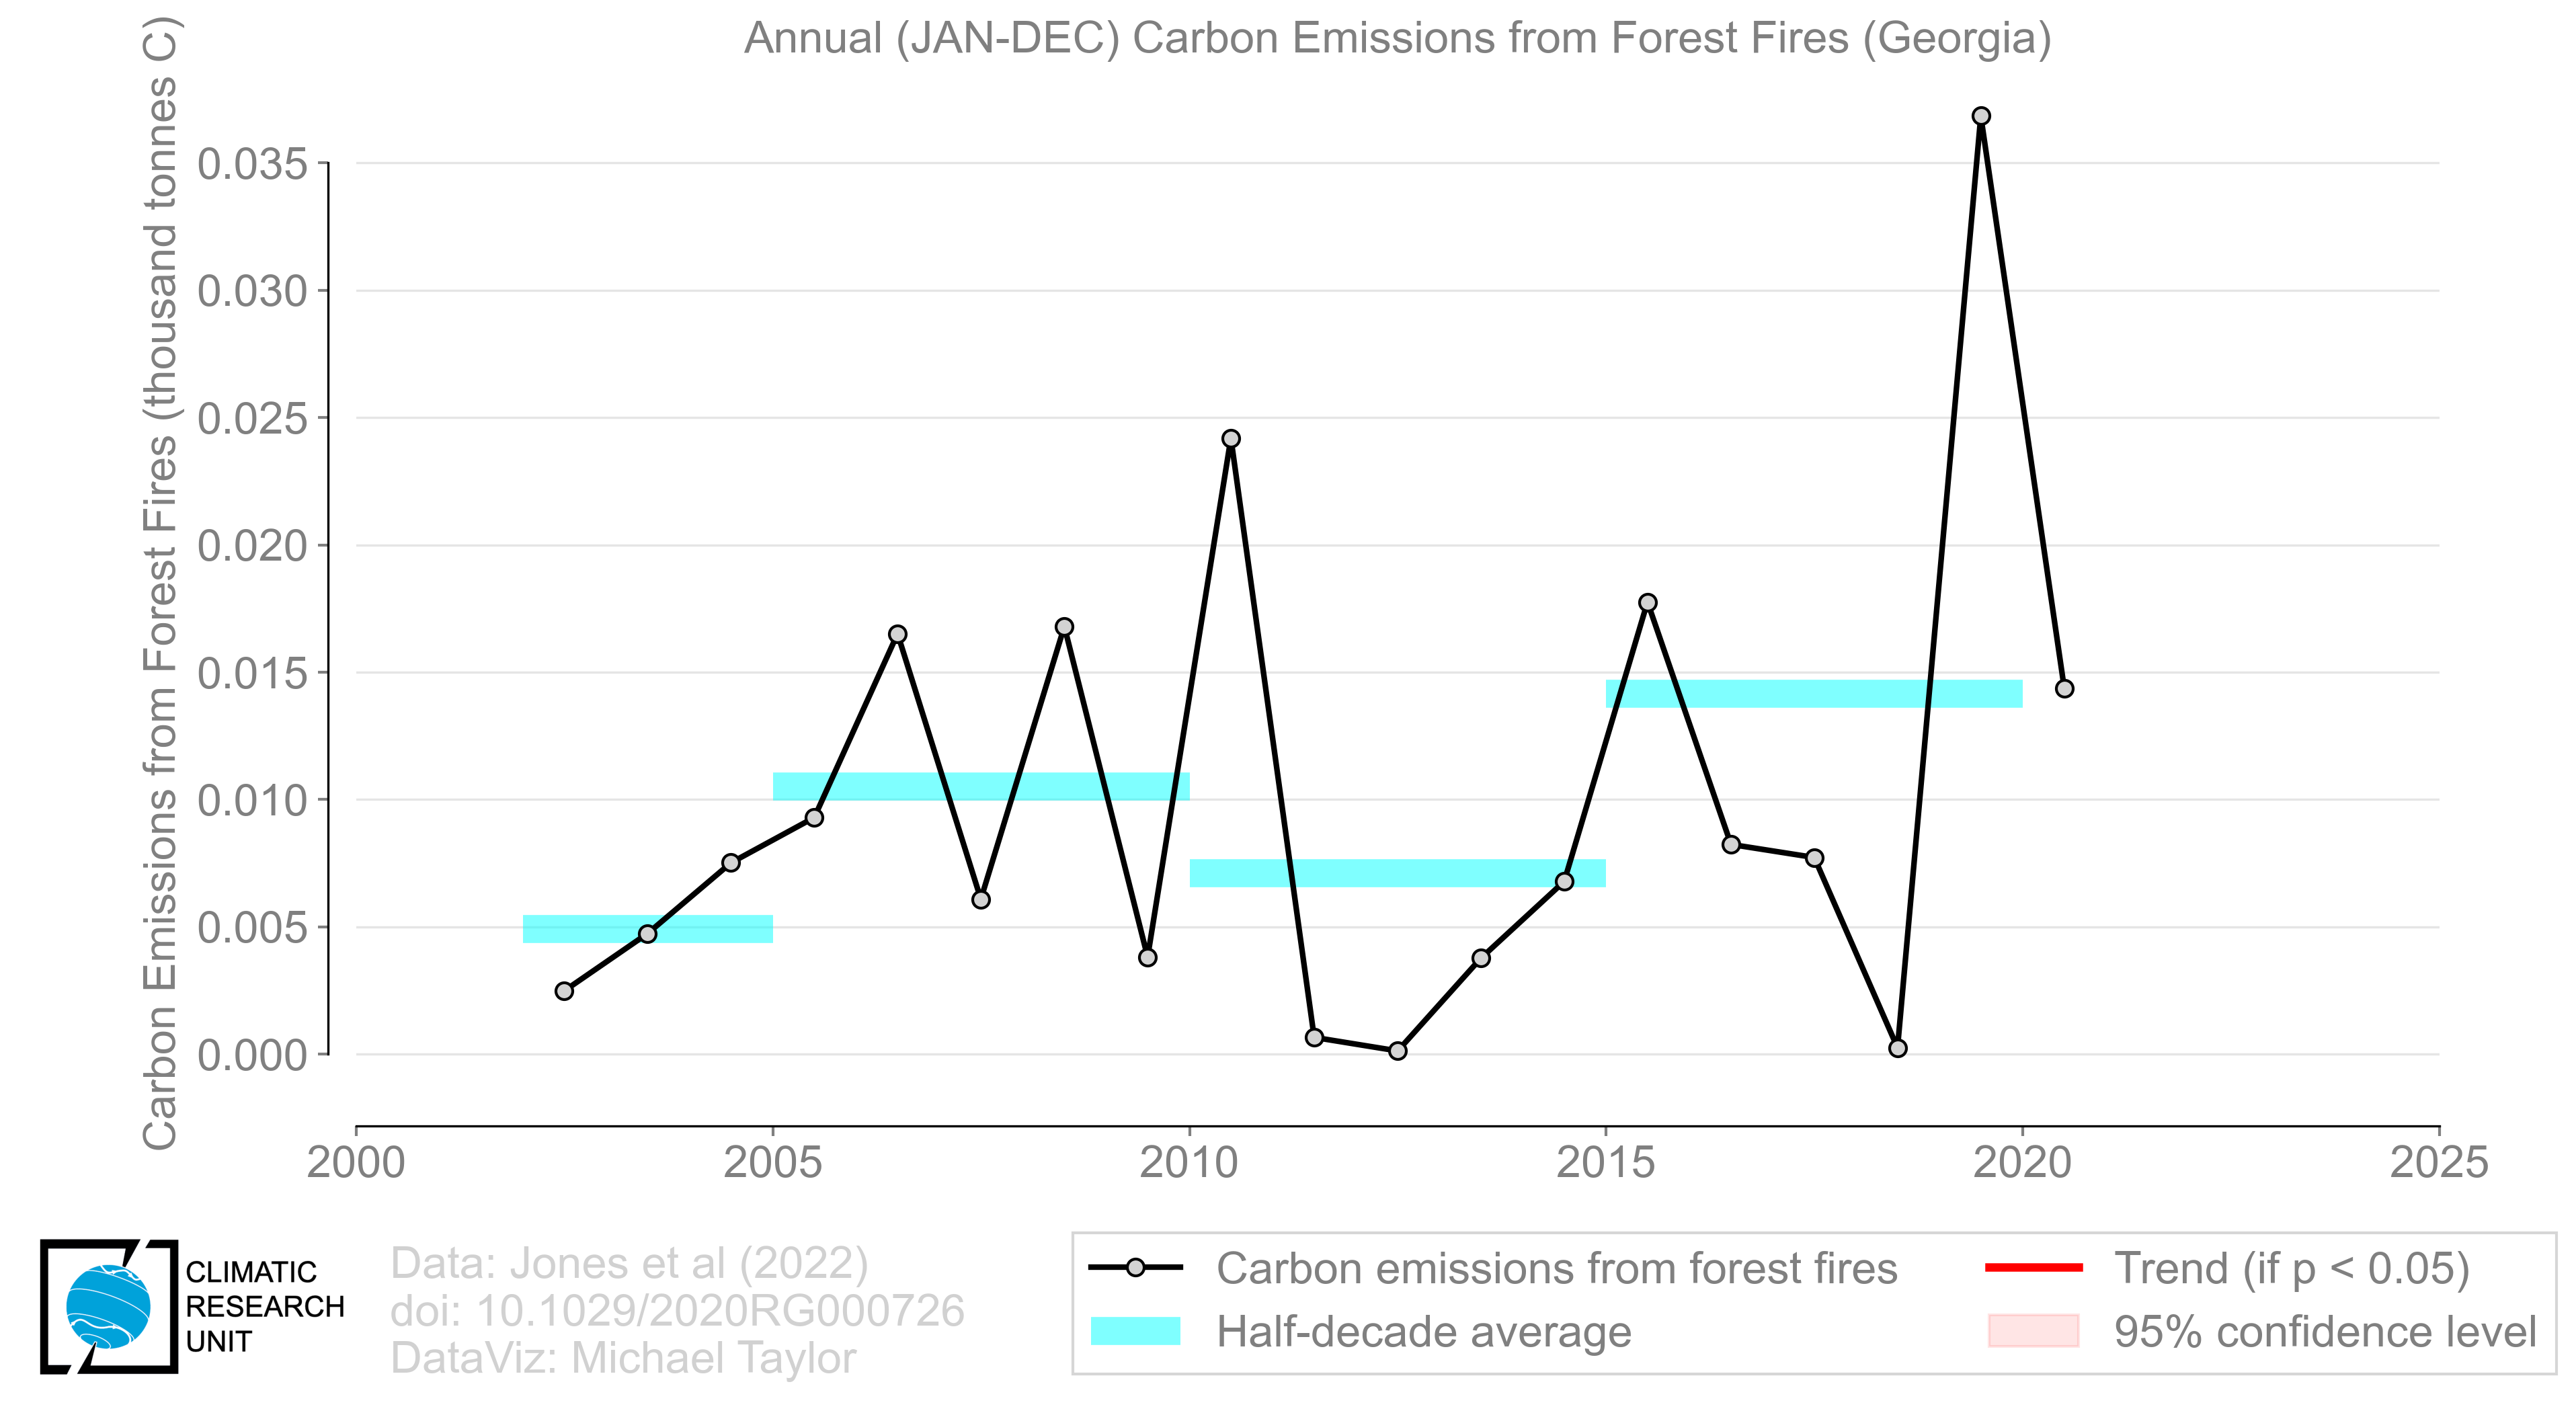 Annual (JAN-DEC) Carbon Emissions from Forest Fires (Georgia)
Carbon Emissions from Forest Fires (thousand tonnes C)
0.035
0.030
0.025
0.020
0.015
0.010
0.005
0.000
2000 2005 2010 2015 2020 2025
CLIMATIC
RESEARCH
UNIT
Data: Jones et al (2022)
doi: 10.1029/2020RG000726
DataViz: Michael Taylor
Carbon emissions from forest fires
Half-decade average
Trend (if p < 0.05)
95% confidence level